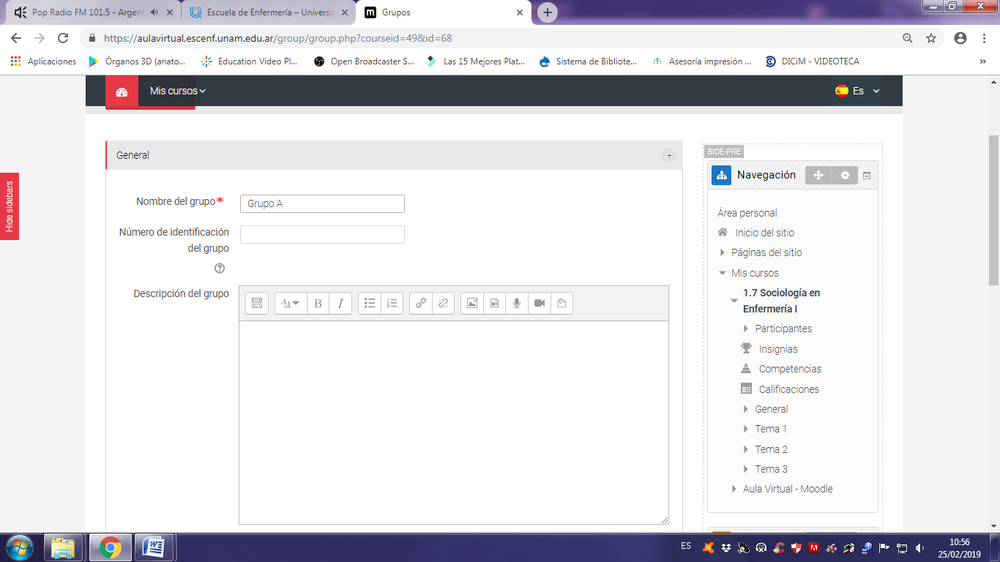 Pop Radio FM 101.5 - Argent
Escuela de Enfermería – Universid
Grupos
https://aulavirtual.escenf.unam.edu.ar/group/group.php?courseid=49&id=68
Aplicaciones
Órganos 3D (anato...
Education Video Pl...
Open Broadcaster S...
Las 15 Mejores Plat...
Sistema de Bibliote...
Asesoría impresión ...
DICiM - VIDEOTECA
»
Mis cursos
Es
Hide sidebars
General
-
Nombre del grupo*
Grupo A
Número de identificación
del grupo
?
Descripción del grupo
B
I
SIDE-PRE
Navegación
Área personal
Inicio del sitio
Páginas del sitio
Mis cursos
1.7 Sociología en
Enfermería I
Participantes
Insignias
Competencias
Calificaciones
General
Tema 1
Tema 2
Tema 3
Aula Virtual - Moodle
ES
10:56
25/02/2019